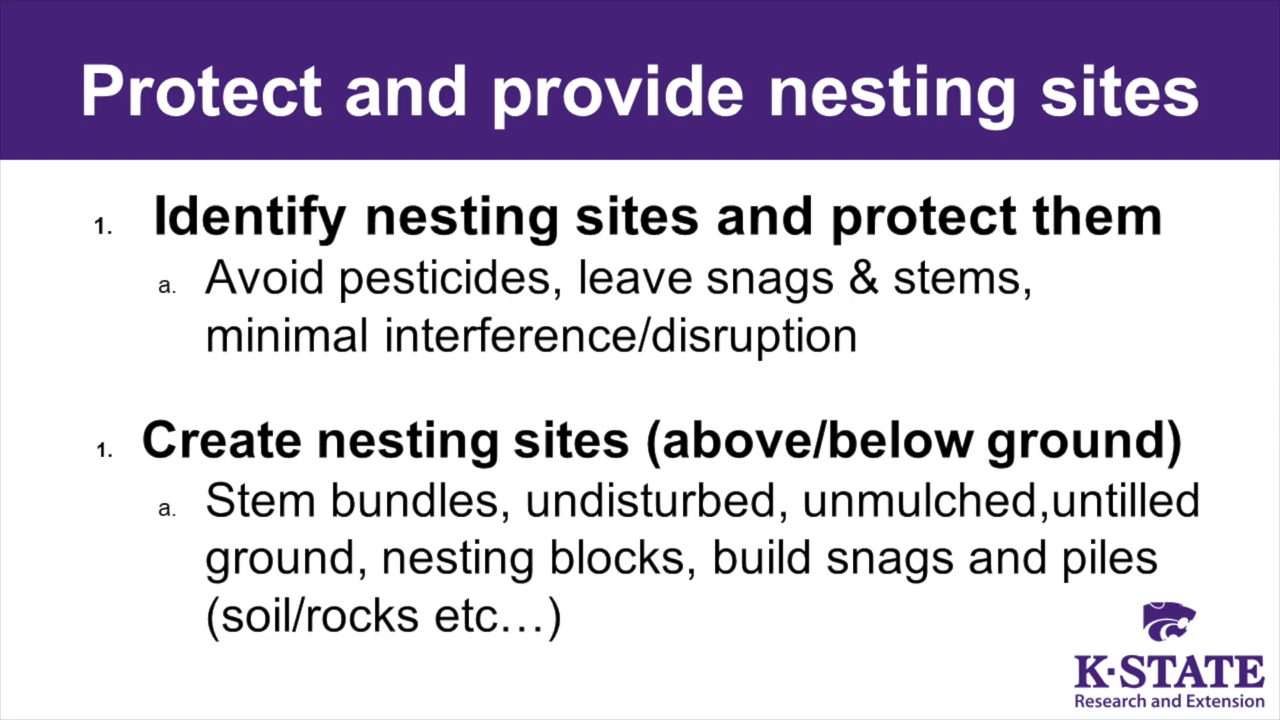 Protect and provide nesting sites
1. Identify nesting sites and protect them
a. Avoid pesticides, leave snags & stems,
minimal interference/disruption
1. Create nesting sites (above/below ground)
a. Stem bundles, undisturbed, unmulched,untilled
ground, nesting blocks, build snags and piles
(soil/rocks etc…)
K-STATE
Research and Extension